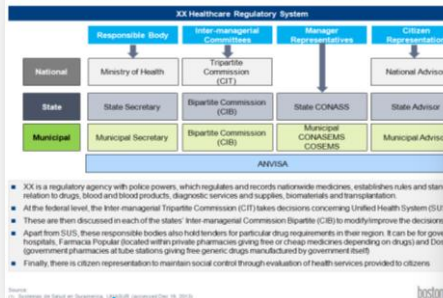 XX Healthcare Regulatory System
Responsible Body
Inter-managerial Committees
Manager Representatives
Citizen
National
Ministry of Health
Tripartite Commission (CIT)
National
State
State Secretary
Bipartite Commission (CIB)
State CONASS
State Advisor
Municipal
Municipal Secretary
Bipartite Commission (CIB)
Municipal CONASEMS COSEMS
Municipal
ANVISA
XX is a regulatory agency with police powers, which regulates and records nationwide medicines, establishes rules and
relation to drugs, blood and blood products, diagnostic services and supplies, biomaterials and transplantation.
At the federal level, the Inter-managerial Tripartite Commission (CIT)takes decisions concerning Unified Health System
These are then discussed in each of the states' Inter-managerial Commission Bipartite (CIB) to modify/improve the
Apart from SUS, these responsible bodies also hold tenders for particular drug requirements in their region. It can be for
hospitals, Farmacia Popular (located within private pharmacies giving free or cheap medicines depending on drugs) and
(government pharmacies at tube stations giving free generic drugs manufactured by government itself)
Finally, there is citizen representation to maintain social control through evaluation of health services provided to citizens
Source